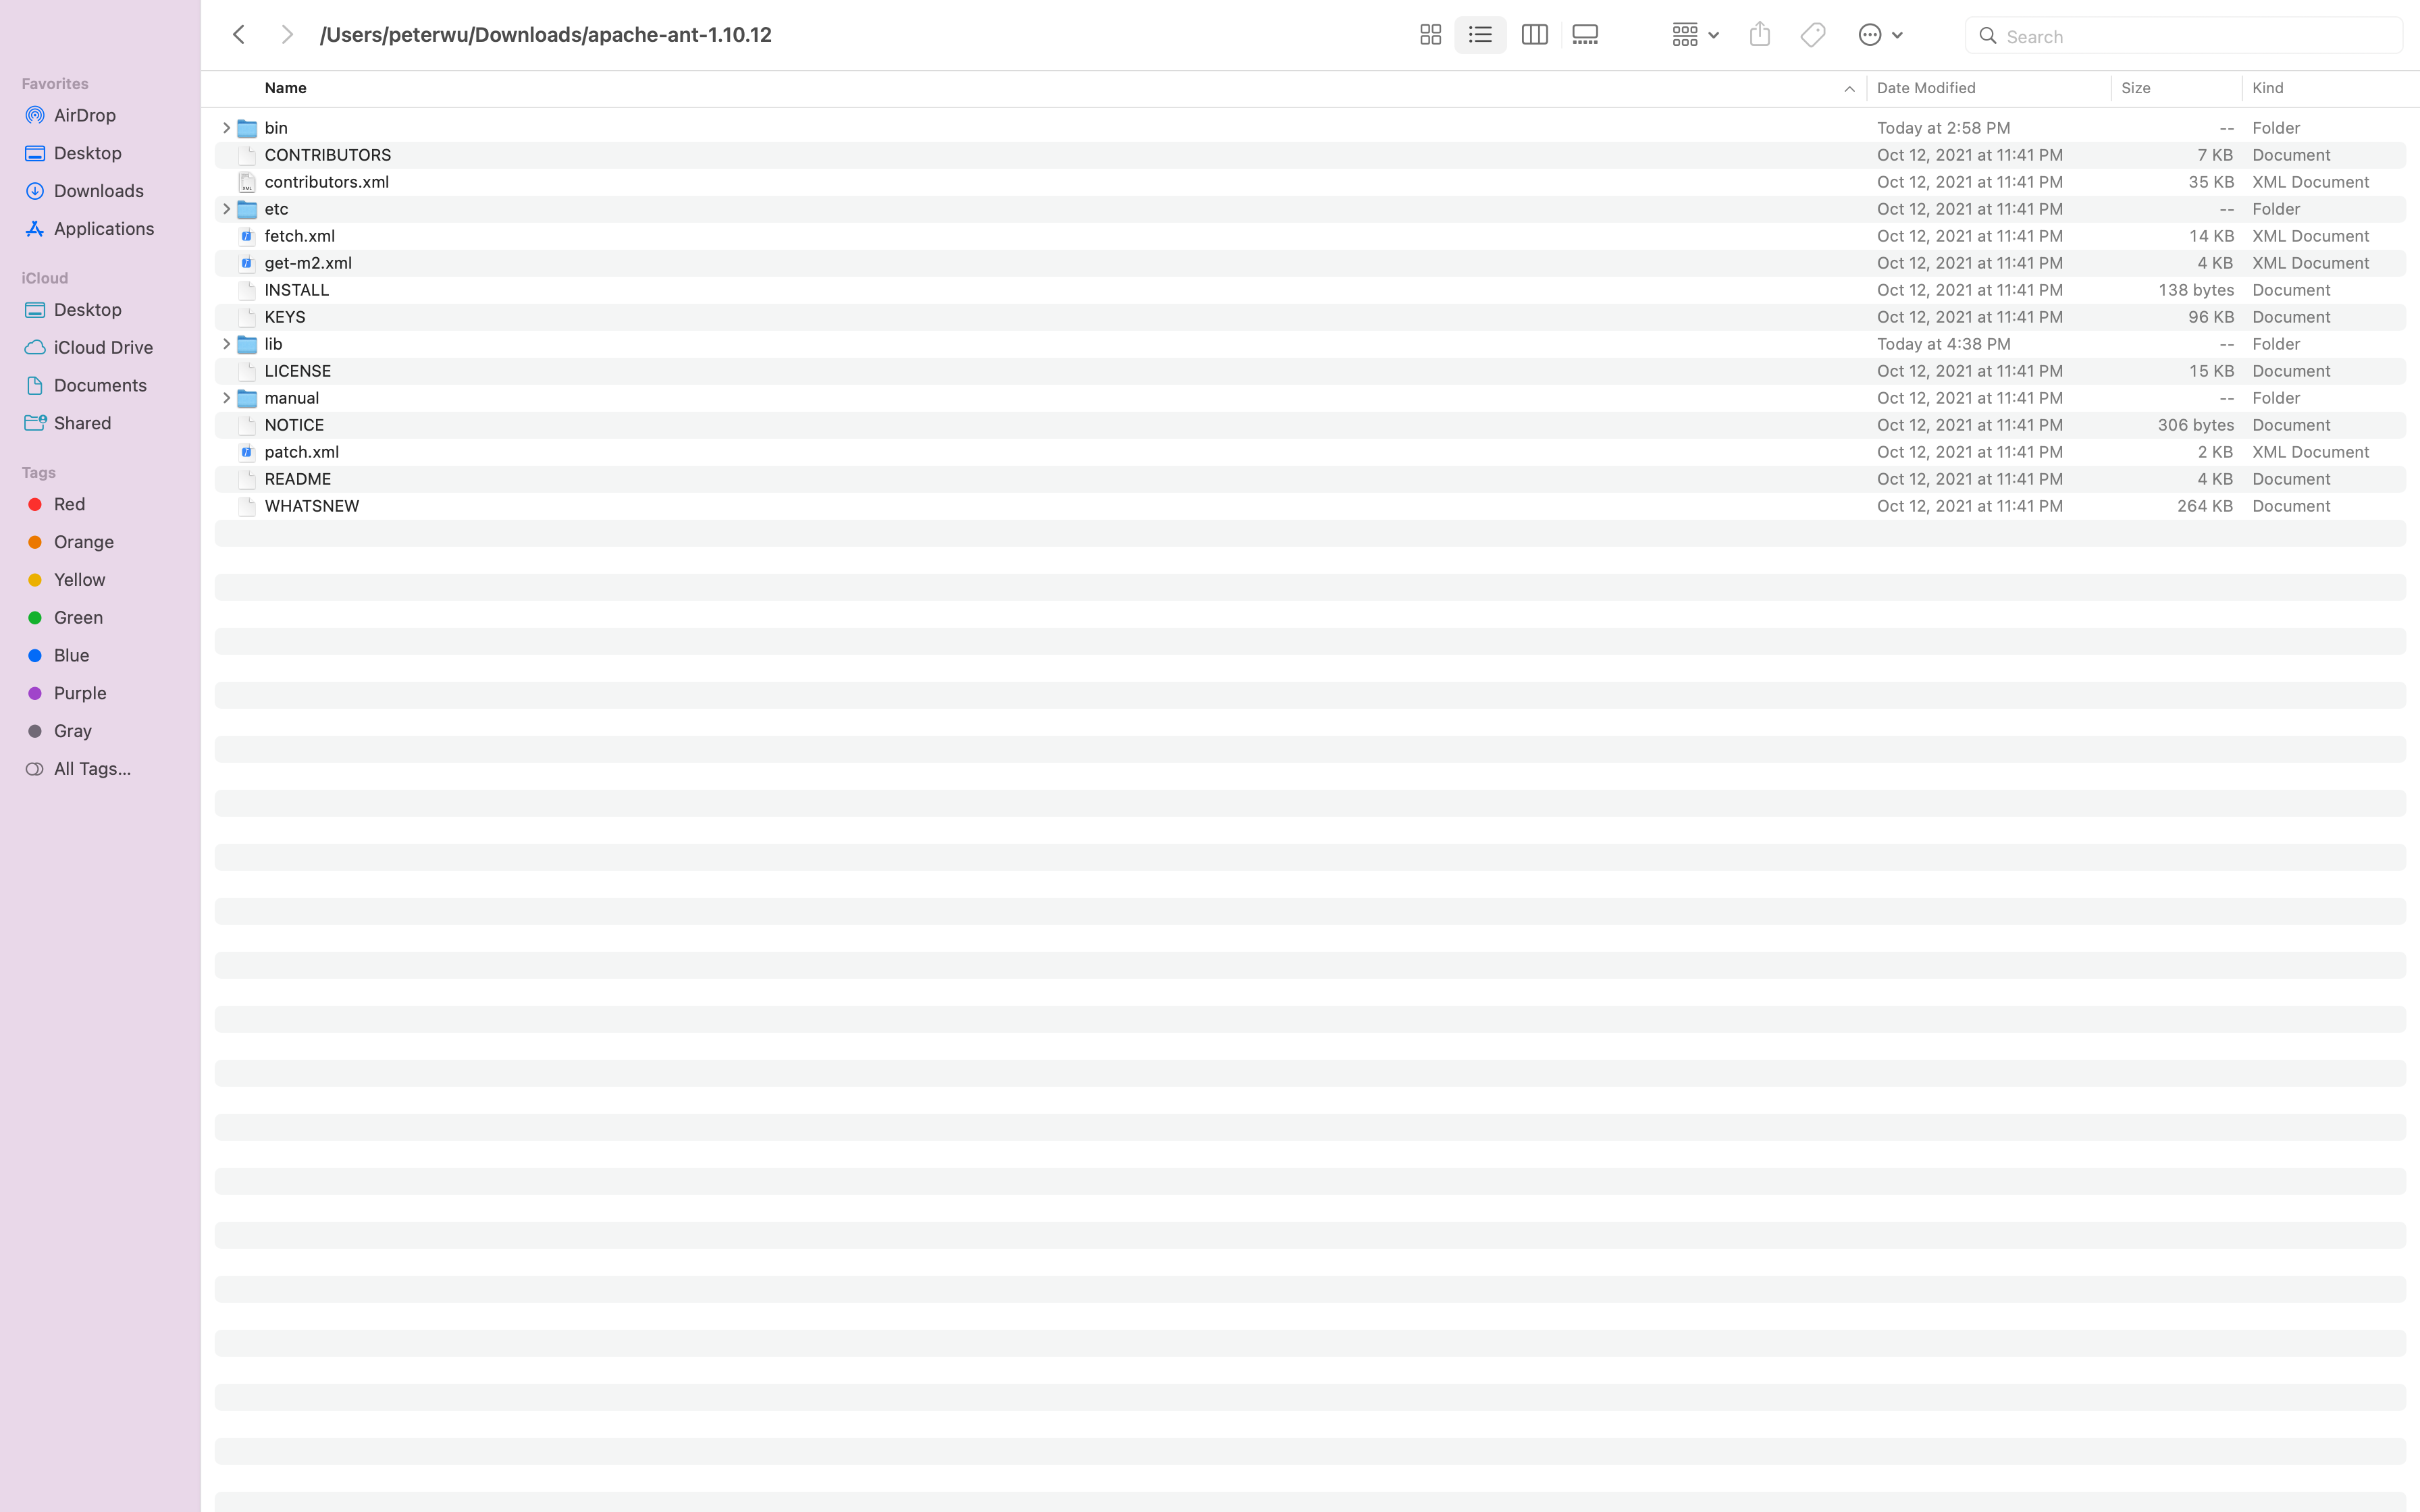 /Users/peterwu/Downloads/apache-ant-1.10.12
Search
Favorites
AirDrop
Desktop
Downloads
Applications
iCloud
Desktop
iCloud Drive
Documents
Shared
Tags
Red
Orange
Yellow
Green
Blue
Purple
Gray
All Tags...
Name Date Modified Size Kind
bin Today at 2:58 PM -- Folder
CONTRIBUTORS Oct 12, 2021 at 11:41 PM 7 KB Document
contributors.xml Oct 12, 2021 at 11:41 PM 35 KB XML Document
etc Oct 12, 2021 at 11:41 PM -- Folder
fetch.xml Oct 12, 2021 at 11:41 PM 14 KB XML Document
get-m2.xml Oct 12, 2021 at 11:41 PM 4 KB XML Document
INSTALL Oct 12, 2021 at 11:41 PM 138 bytes Document
KEYS Oct 12, 2021 at 11:41 PM 96 KB Document
lib Today at 4:38 PM -- Folder
LICENSE Oct 12, 2021 at 11:41 PM 15 KB Document
manual Oct 12, 2021 at 11:41 PM -- Folder
NOTICE Oct 12, 2021 at 11:41 PM 306 bytes Document
patch.xml Oct 12, 2021 at 11:41 PM 2 KB XML Document
README Oct 12, 2021 at 11:41 PM 4 KB Document
WHATSNEW Oct 12, 2021 at 11:41 PM 264 KB Document